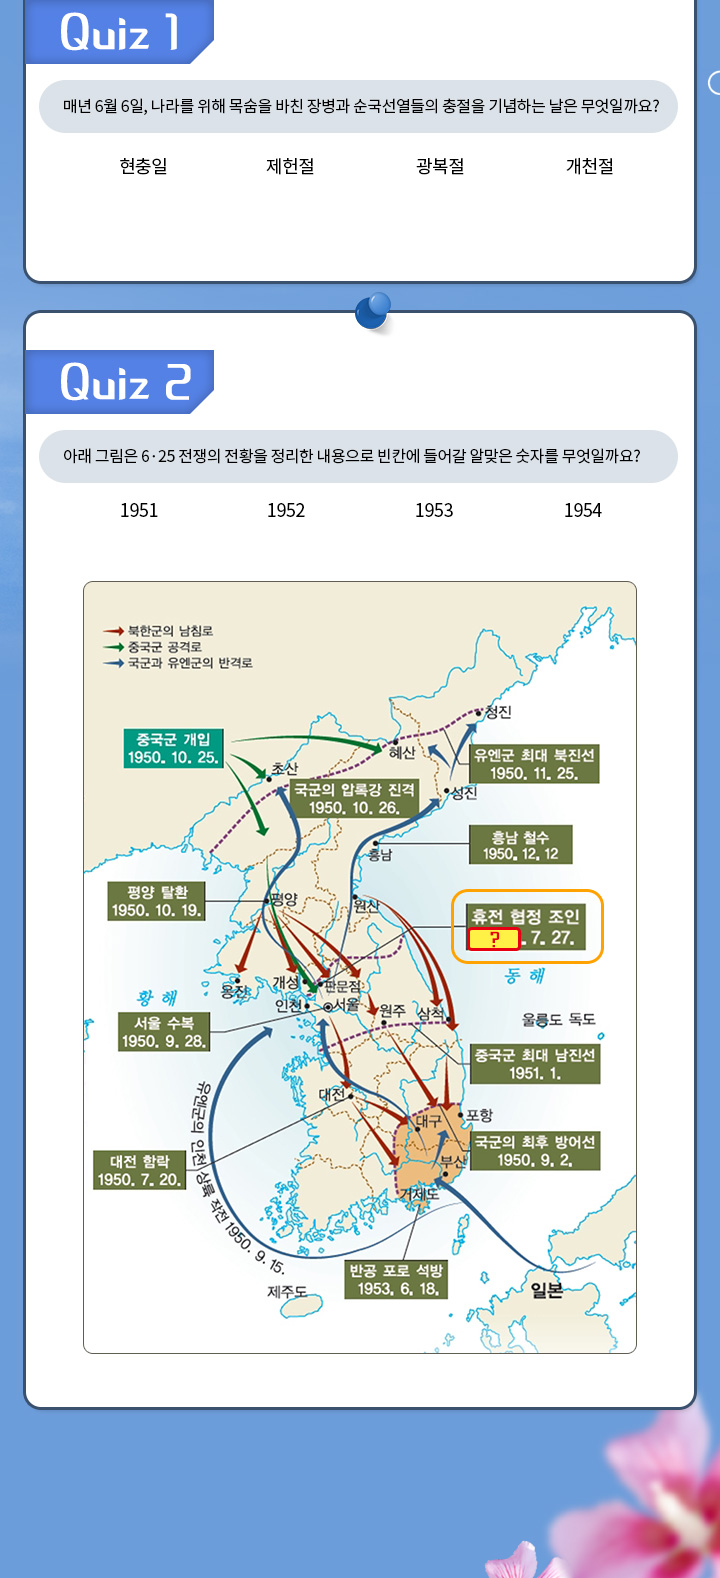 Quiz 1
매년 6월 6일, 나라를 위해 목숨을 바친 장병과 순국선열들의 충절을 기념하는 날은 무엇일까요?
현충일 제헌절 광복절 개천절
Quiz 2
아래 그림은 6·25 전쟁의 전황을 정리한 내용으로 빈칸에 들어갈 알맞은 숫자를 무엇일까요?
1951 1952 1953 1954
북한군의 남침로
중국군 공격로
국군과 유엔군의 반격로
청진
중국군 개입
1950. 10. 25.
혜산
유엔군 최대 북진선
1950. 11. 25.
초산
국군의 압록강 진격
1950. 10. 26.
성진
흥남 철수
1950. 12. 12
흥남
평양 탈환
1950. 10. 19.
평양
원산
휴전 협정 조인
? . 7. 27.
동해
옹진
개성
판문점
황해
인천
서울
원주
삼척
울릉도 독도
서울 수복
1950. 9. 28.
중국군 최대 남진선
1951. 1.
대전
대구
포항
국군의 최후 방어선
1950. 9. 2.
대전 함락
1950. 7. 20.
부산
거제도
유엔군의 인천 상륙 작전 1950. 9. 15.
반공 포로 석방
1953. 6. 18.
제주도
일본